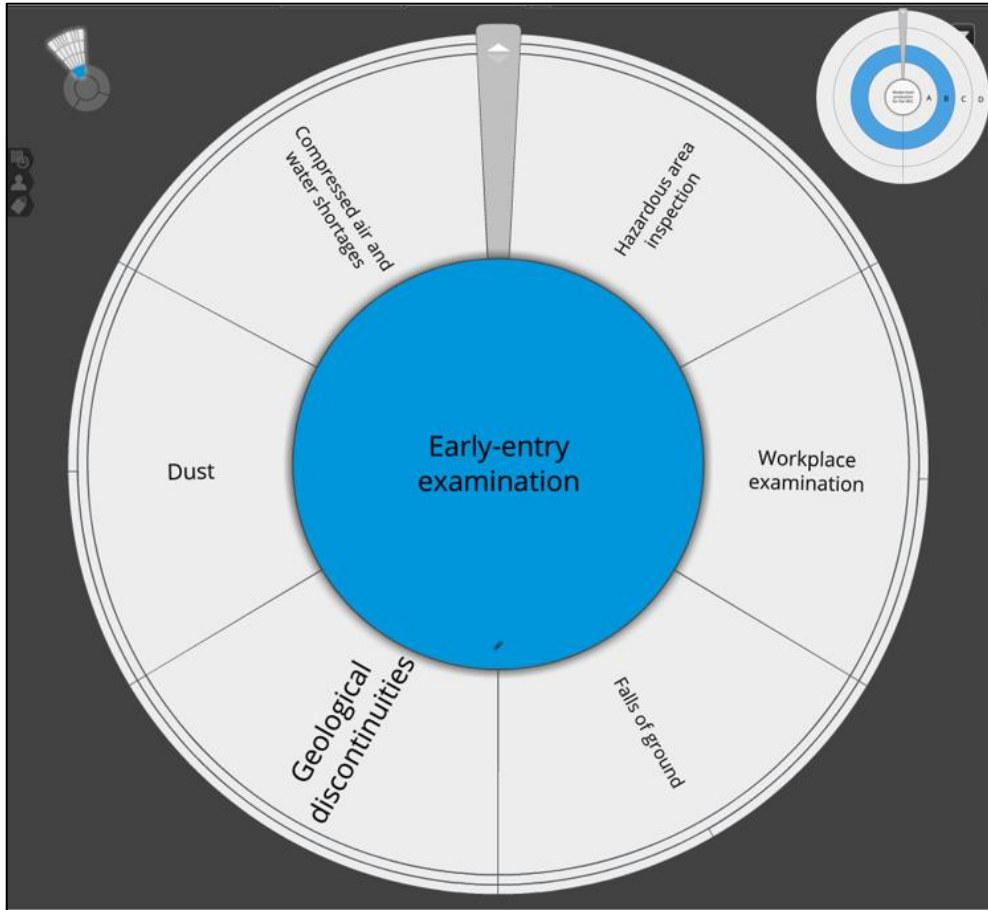 Early-entry
examination
Hazardous area
inspection
Workplace
examination
Falls of ground
Geological
discontinuities
Dust
Compressed air and
water shortages
A B C D